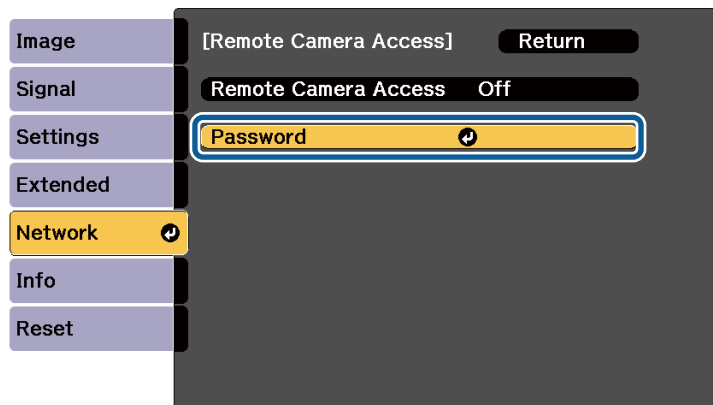 Image
Signal
Settings
Extended
Network
Info
Reset
[Remote Camera Access] Return
Remote Camera Access Off
Password